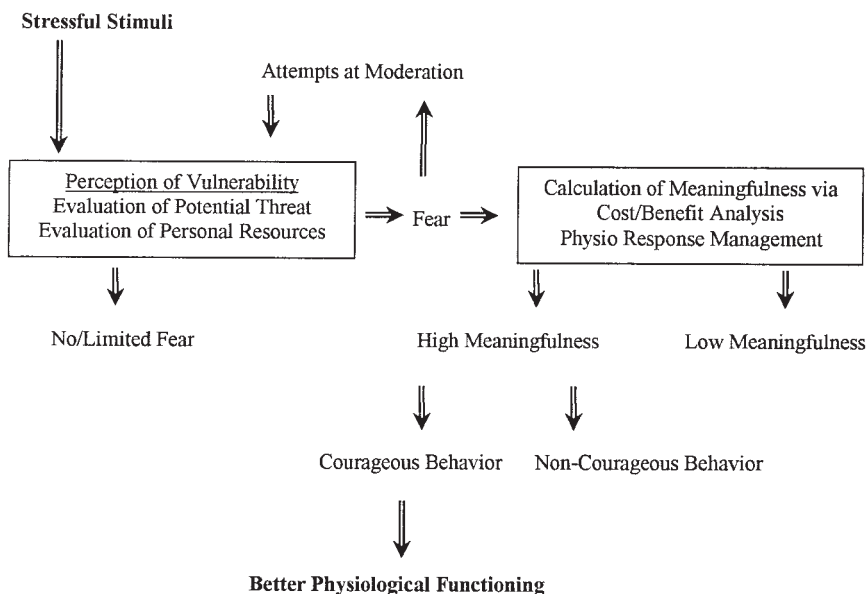 Stressful Stimuli
Attempts at Moderation
Perception of Vulnerability
Evaluation of Potential Threat
Evaluation of Personal Resources
Fear
Calculation of Meaningfulness via
Cost/Benefit Analysis
Physio Response Management
No/Limited Fear
High Meaningfulness
Low Meaningfulness
Courageous Behavior
Non-Courageous Behavior
Better Physiological Functioning